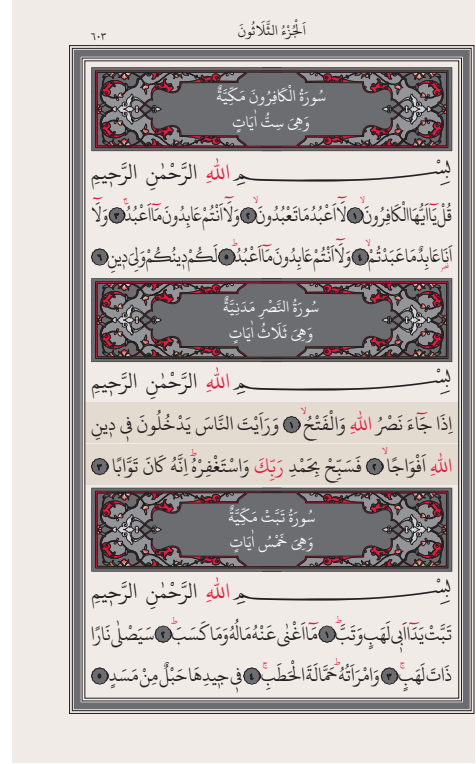 اَلْجُزْءُ الثَّلَاثُونَ
٦٠٣
سُورَةُ الْكَافِرُونَ مَكِّيَّةٌ
وَهِيَ سِتُّ اٰيَاتٍ
بِسْمِ اللّٰهِ الرَّحْمٰنِ الرَّحِيمِ
قُلْ يَٓا اَيُّهَا الْكَافِرُونَۙ ﴿١﴾ لَٓا اَعْبُدُ مَا تَعْبُدُونَۙ ﴿٢﴾ وَلَٓا اَنْتُمْ عَابِدُونَ مَٓا اَعْبُدُۚ ﴿٣﴾ وَلَٓا
اَنَا۬ عَابِدٌ مَا عَبَدْتُمْۙ ﴿٤﴾ وَلَٓا اَنْتُمْ عَابِدُونَ مَٓا اَعْبُدُۜ ﴿٥﴾ لَكُمْ دِينُكُمْ وَلِيَ دِينِ ﴿٦﴾
سُورَةُ النَّصْرِ مَدَنِيَّةٌ
وَهِيَ ثَلَاثُ اٰيَاتٍ
بِسْمِ اللّٰهِ الرَّحْمٰنِ الرَّحِيمِ
اِذَا جَٓاءَ نَصْرُ اللّٰهِ وَالْفَتْحُۙ ﴿١﴾ وَرَاَيْتَ النَّاسَ يَدْخُلُونَ فٖي دِينِ
اللّٰهِ اَفْوَاجًاۙ ﴿٢﴾ فَسَبِّحْ بِحَمْدِ رَبِّكَ وَاسْتَغْفِرْهُۜ اِنَّهُ كَانَ تَوَّابًا ﴿٣﴾
سُورَةُ تَبَّتْ مَكِّيَّةٌ
وَهِيَ خَمْسُ اٰيَاتٍ
بِسْمِ اللّٰهِ الرَّحْمٰنِ الرَّحِيمِ
تَبَّتْ يَدَٓا اَبٖي لَهَبٍ وَتَبَّۜ ﴿١﴾ مَٓا اَغْنٰى عَنْهُ مَالُهُ وَمَا كَسَبَۜ ﴿٢﴾ سَيَصْلٰى نَارًا
ذَاتَ لَهَبٍۚ ﴿٣﴾ وَامْرَاَتُهُۜ حَمَّالَةَ الْحَطَبِۚ ﴿٤﴾ فٖي جٖيدِهَا حَبْلٌ مِنْ مَسَدٍ ﴿٥﴾